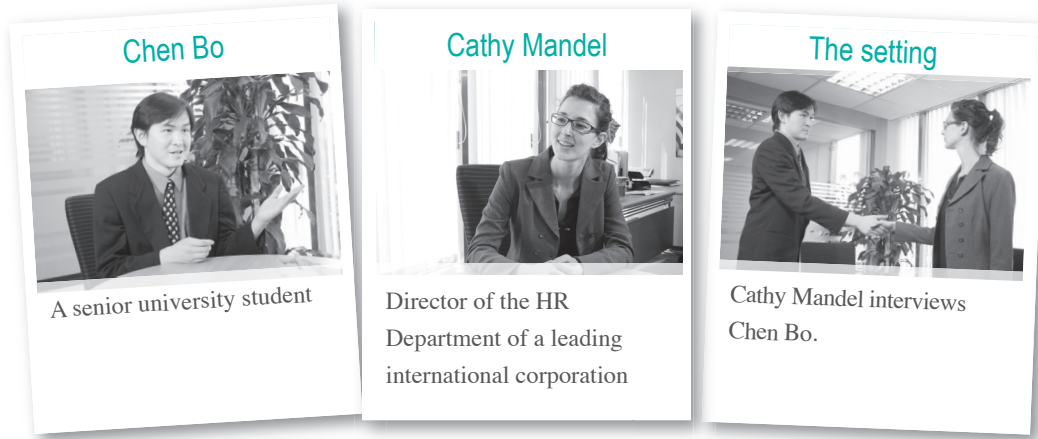 Chen Bo
A senior university student
Cathy Mandel
Director of the HR
Department of a leading
international corporation
The setting
Cathy Mandel interviews
Chen Bo.